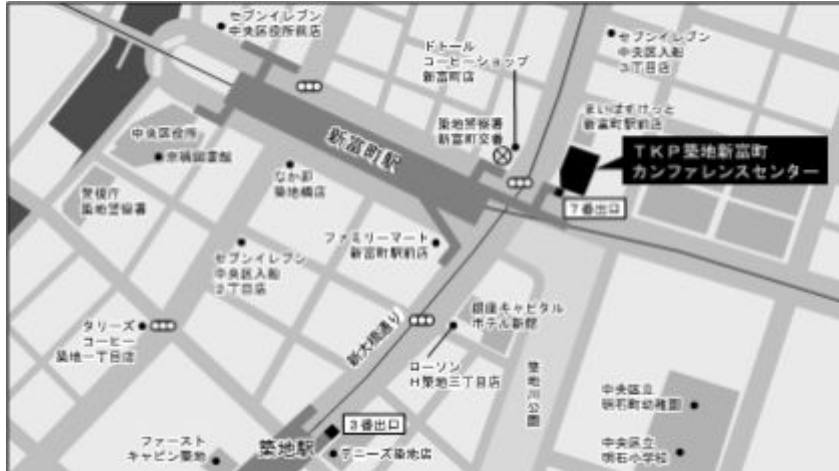 セブンイレブン
中央区役所前店
ドトール
コーヒーショップ
新富町店
セブンイレブン
中央区入船
3丁目店
まいばすけっと
新富町駅前店
築地警察署
新富町交番
TKP築地新富町
カンファレンスセンター
中央区役所
京橋図書館
新富町駅
なか卯
築地橋店
警視庁
築地警察署
7番出口
ファミリーマート
新富町駅前店
セブンイレブン
中央区入船
2丁目店
銀座キャピタル
ホテル新館
新大橋通り
タリーズ
コーヒー
築地一丁目店
ローソン
H築地三丁目店
築地川公園
中央区立
明石町幼稚園
3番出口
築地駅
デニーズ築地店
ファースト
キャビン築地
中央区立
明石小学校